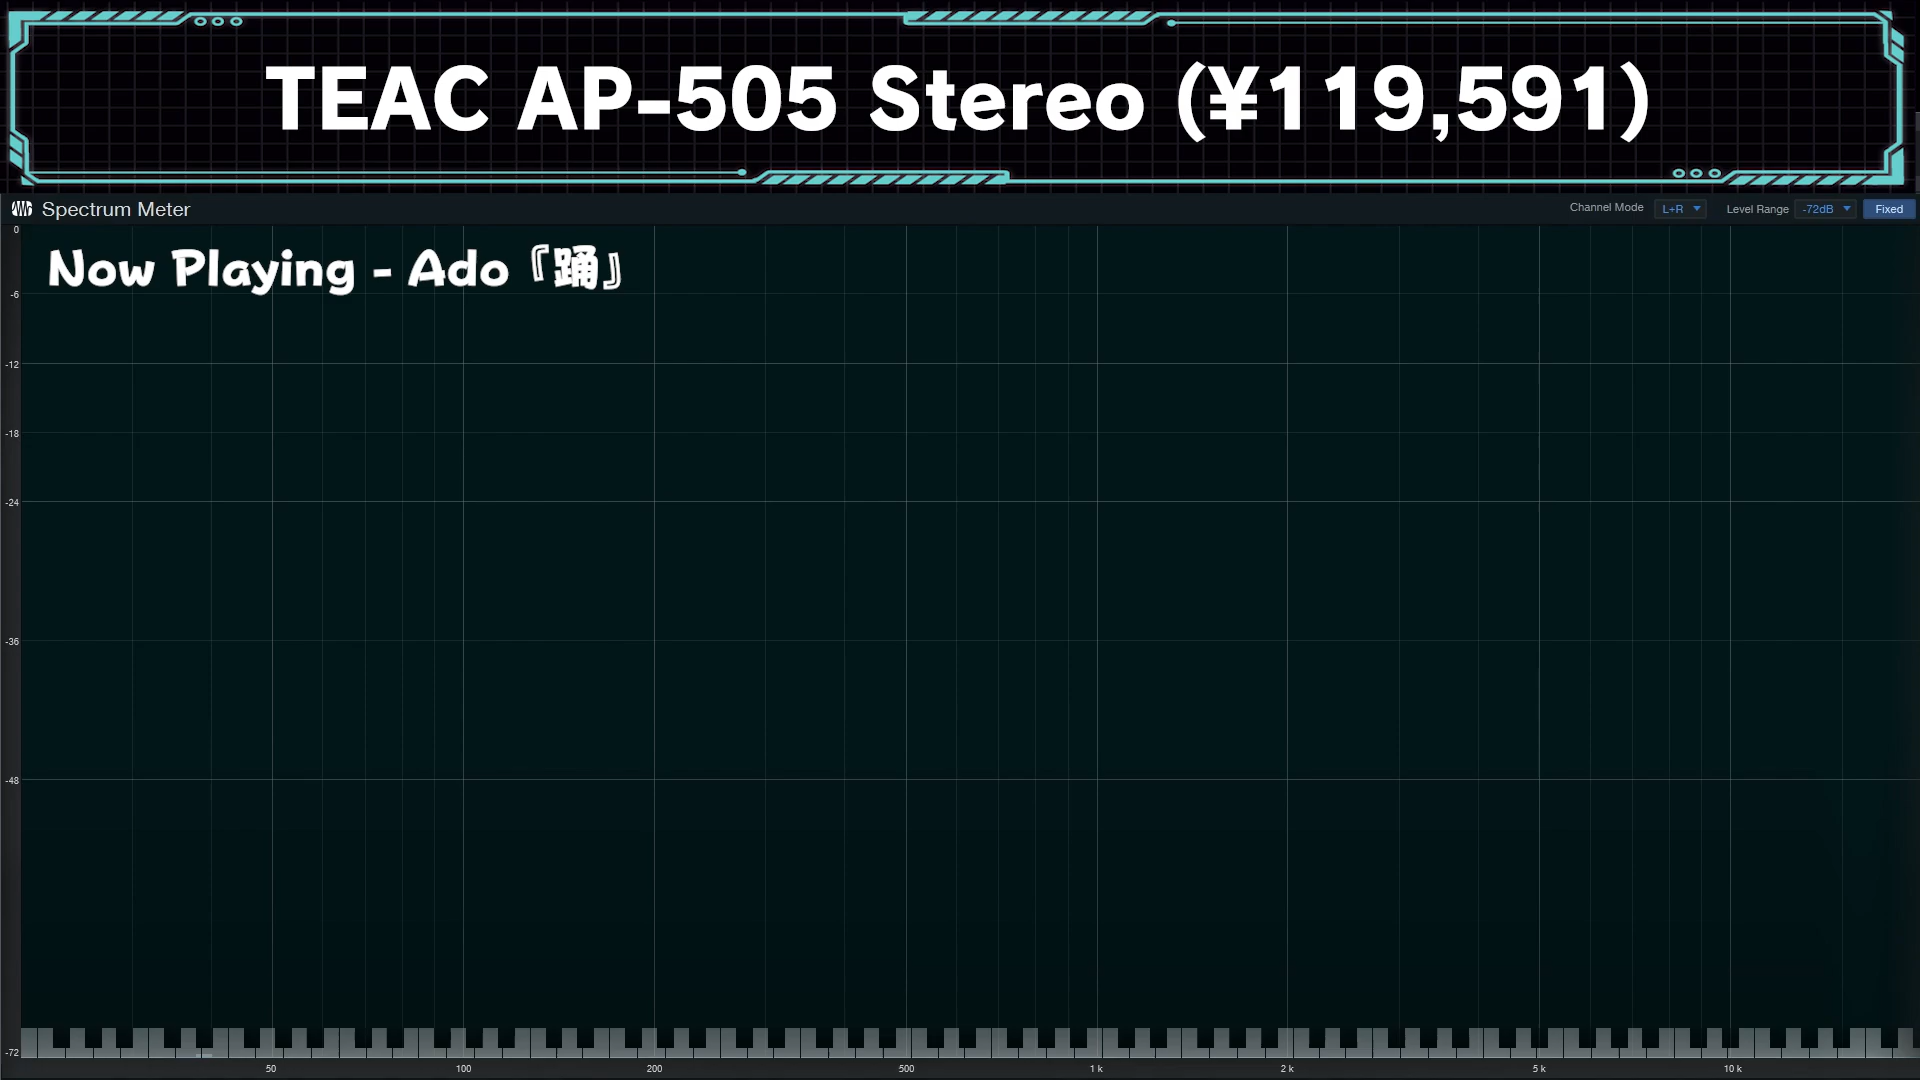 TEAC AP-505 Stereo (¥119,591)
Spectrum Meter
Channel Mode L+R Level Range -72dB Fixed
Now Playing - Ado『踊』
0
-6
-12
-18
-24
-36
-48
-72
50 100 200 500 1 k 2 k 5 k 10 k